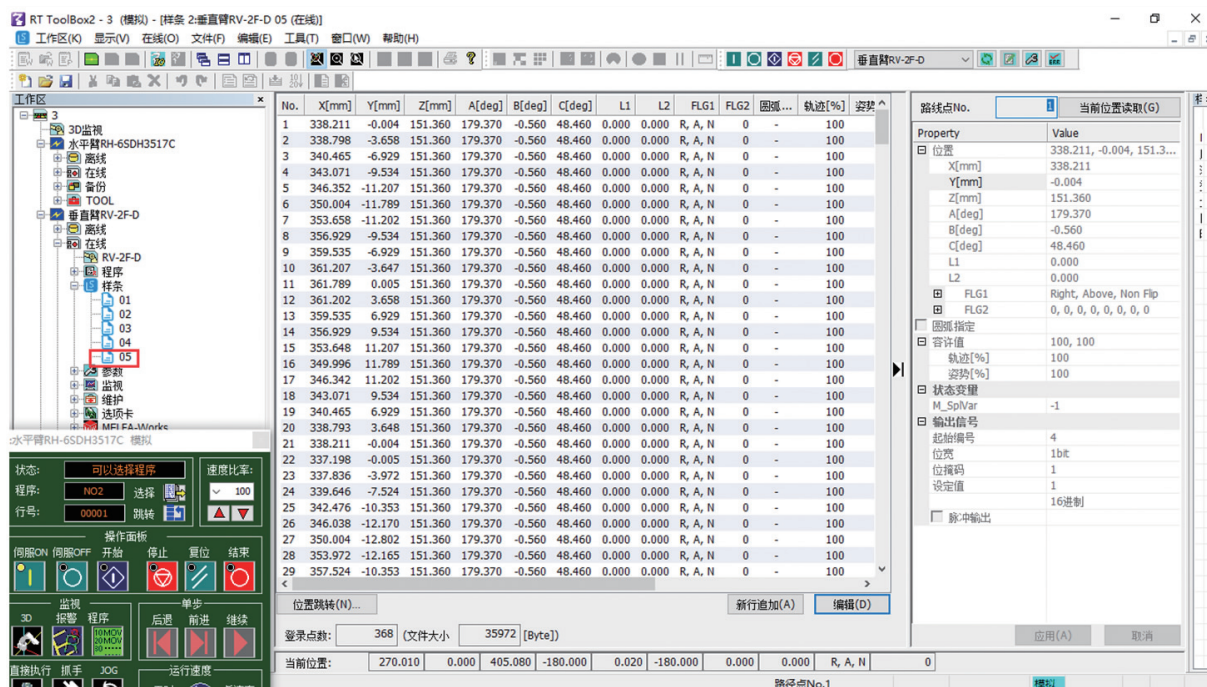 RT ToolBox2 - 3 (模拟) - [样条 2:垂直臂RV-2F-D 05 (在线)]
工作区(K) 显示(V) 在线(O) 文件(F) 编辑(E) 工具(T) 窗口(W) 帮助(H)
垂直臂RV-2F-D
工作区
3
3D监视
水平臂RH-6SDH3517C
离线
在线
备份
TOOL
垂直臂RV-2F-D
离线
在线
RV-2F-D
程序
样条
01
02
03
04
05
参数
监视
维护
选项卡
MELFA-Works
No. X[mm] Y[mm] Z[mm] A[deg] B[deg] C[deg] L1 L2 FLG1 FLG2 圆弧... 轨迹[%] 姿势
1 338.211 -0.004 151.360 179.370 -0.560 48.460 0.000 0.000 R, A, N 0 - 100
2 338.798 -3.658 151.360 179.370 -0.560 48.460 0.000 0.000 R, A, N 0 - 100
3 340.465 -6.929 151.360 179.370 -0.560 48.460 0.000 0.000 R, A, N 0 - 100
4 343.071 -9.534 151.360 179.370 -0.560 48.460 0.000 0.000 R, A, N 0 - 100
5 346.352 -11.207 151.360 179.370 -0.560 48.460 0.000 0.000 R, A, N 0 - 100
6 350.004 -11.789 151.360 179.370 -0.560 48.460 0.000 0.000 R, A, N 0 - 100
7 353.658 -11.202 151.360 179.370 -0.560 48.460 0.000 0.000 R, A, N 0 - 100
8 356.929 -9.534 151.360 179.370 -0.560 48.460 0.000 0.000 R, A, N 0 - 100
9 359.535 -6.929 151.360 179.370 -0.560 48.460 0.000 0.000 R, A, N 0 - 100
10 361.207 -3.647 151.360 179.370 -0.560 48.460 0.000 0.000 R, A, N 0 - 100
11 361.789 0.005 151.360 179.370 -0.560 48.460 0.000 0.000 R, A, N 0 - 100
12 361.202 3.658 151.360 179.370 -0.560 48.460 0.000 0.000 R, A, N 0 - 100
13 359.535 6.929 151.360 179.370 -0.560 48.460 0.000 0.000 R, A, N 0 - 100
14 356.929 9.534 151.360 179.370 -0.560 48.460 0.000 0.000 R, A, N 0 - 100
15 353.648 11.207 151.360 179.370 -0.560 48.460 0.000 0.000 R, A, N 0 - 100
16 349.996 11.789 151.360 179.370 -0.560 48.460 0.000 0.000 R, A, N 0 - 100
17 346.342 11.202 151.360 179.370 -0.560 48.460 0.000 0.000 R, A, N 0 - 100
18 343.071 9.534 151.360 179.370 -0.560 48.460 0.000 0.000 R, A, N 0 - 100
19 340.465 6.929 151.360 179.370 -0.560 48.460 0.000 0.000 R, A, N 0 - 100
20 338.793 3.648 151.360 179.370 -0.560 48.460 0.000 0.000 R, A, N 0 - 100
21 338.211 -0.004 151.360 179.370 -0.560 48.460 0.000 0.000 R, A, N 0 - 100
22 337.198 -0.005 151.360 179.370 -0.560 48.460 0.000 0.000 R, A, N 0 - 100
23 337.836 -3.972 151.360 179.370 -0.560 48.460 0.000 0.000 R, A, N 0 - 100
24 339.646 -7.524 151.360 179.370 -0.560 48.460 0.000 0.000 R, A, N 0 - 100
25 342.476 -10.353 151.360 179.370 -0.560 48.460 0.000 0.000 R, A, N 0 - 100
26 346.038 -12.170 151.360 179.370 -0.560 48.460 0.000 0.000 R, A, N 0 - 100
27 350.004 -12.802 151.360 179.370 -0.560 48.460 0.000 0.000 R, A, N 0 - 100
28 353.972 -12.165 151.360 179.370 -0.560 48.460 0.000 0.000 R, A, N 0 - 100
29 357.524 -10.353 151.360 179.370 -0.560 48.460 0.000 0.000 R, A, N 0 - 100
位置跳转(N)... 新行追加(A) 编辑(D)
登录点数: 368 (文件大小 35972 [Byte])
当前位置: 270.010 0.000 405.080 -180.000 0.020 -180.000 0.000 0.000 R, A, N 0
路径点No.1 模拟
路线点No. 1 当前位置读取(G)
Property Value
位置 338.211, -0.004, 151.3...
X[mm] 338.211
Y[mm] -0.004
Z[mm] 151.360
A[deg] 179.370
B[deg] -0.560
C[deg] 48.460
L1 0.000
L2 0.000
FLG1 Right, Above, Non Flip
FLG2 0, 0, 0, 0, 0, 0, 0, 0
圆弧指定
容许值 100, 100
轨迹[%] 100
姿势[%] 100
状态变量
M_SplVar -1
输出信号
起始编号 4
位宽 1bit
位掩码 1
设定值 1
16进制
脉冲输出
应用(A) 取消
:水平臂RH-6SDH3517C 模拟
状态: 可以选择程序 速度比率:
程序: NO2 选择 100
行号: 00001 跳转
操作面板
伺服ON 伺服OFF 开始 停止 复位 结束
监视 单步
3D 报警 程序 后退 前进 继续
10MOV
20MOV
30
直接执行 抓手 JOG 运行速度